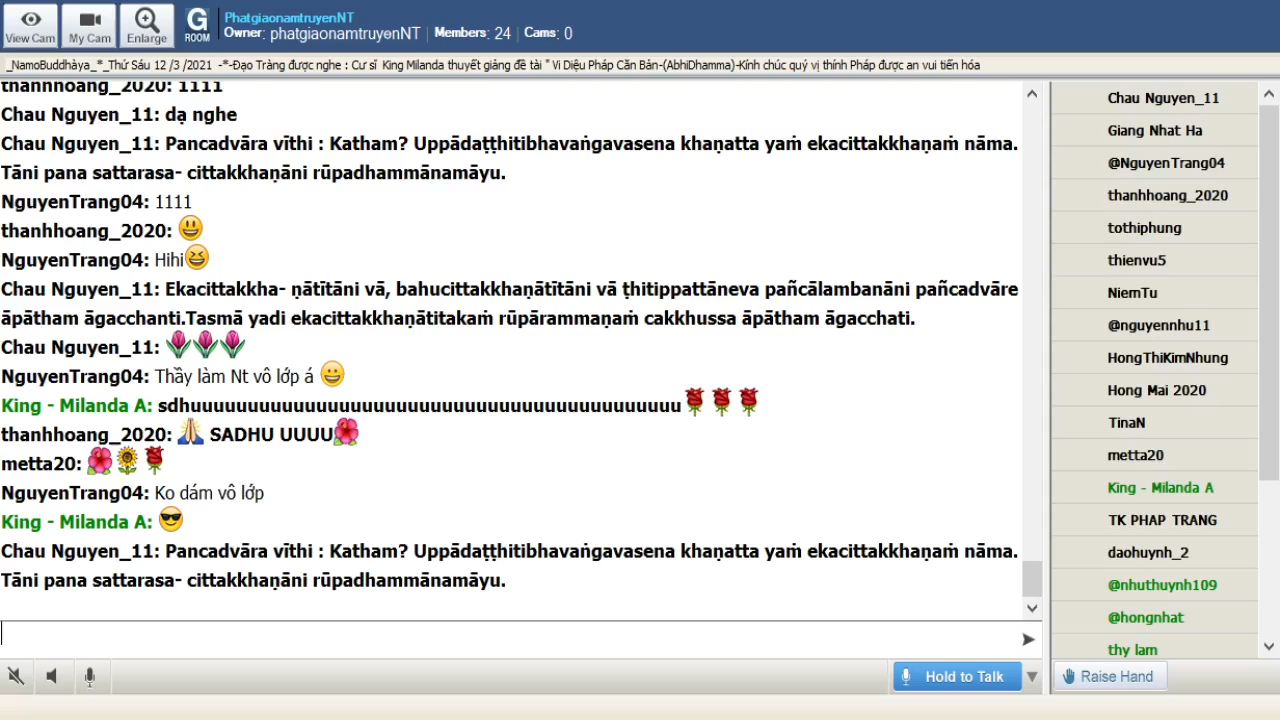 View Cam
My Cam
Enlarge
G
ROOM
PhatgiaonamtruyenNT
Owner: phatgiaonamtruyenNT | Members: 24 | Cams: 0
_NamoBuddhàya_*_Thứ Sáu 12 /3 /2021 -*-Đạo Tràng được nghe : Cư sĩ King Milanda thuyết giảng đề tài " Vi Diệu Pháp Căn Bản-(AbhiDhamma)-Kính chúc quý vị thính Pháp được an vui tiến hóa
thanhhoang_2020: 1111
Chau Nguyen_11: dạ nghe
Chau Nguyen_11: Pancadvāra vīthi : Katham? Uppādaṭṭhitibhavaṅgavasena khaṇatta yaṁ ekacittakkhaṇaṁ nāma.
Tāni pana sattarasa- cittakkhaṇāni rūpadhammānamāyu.
NguyenTrang04: 1111
thanhhoang_2020: 😃
NguyenTrang04: Hihi😆
Chau Nguyen_11: Ekacittakkha- ṇātītāni vā, bahucittakkhaṇātītāni vā ṭhitippattāneva pañcālambanāni pañcadvāre
āpātham āgacchanti.Tasmā yadi ekacittakkhaṇātitakaṁ rūpārammaṇaṁ cakkhussa āpātham āgacchati.
Chau Nguyen_11: 🌷🌷🌷
NguyenTrang04: Thầy làm Nt vô lớp á 😀
King - Milanda A: sdhuuuuuuuuuuuuuuuuuuuuuuuuuuuuuuuuuuuuuuuuuuu🌹🌹🌹
thanhhoang_2020: 🙏 SADHU UUUU🌺
metta20: 🌺🌻🌹
NguyenTrang04: Ko dám vô lớp
King - Milanda A: 😎
Chau Nguyen_11: Pancadvāra vīthi : Katham? Uppādaṭṭhitibhavaṅgavasena khaṇatta yaṁ ekacittakkhaṇaṁ nāma.
Tāni pana sattarasa- cittakkhaṇāni rūpadhammānamāyu.
Hold to Talk
Chau Nguyen_11
Giang Nhat Ha
@NguyenTrang04
thanhhoang_2020
tothiphung
thienvu5
NiemTu
@nguyennhu11
HongThiKimNhung
Hong Mai 2020
TinaN
metta20
King - Milanda A
TK PHAP TRANG
daohuynh_2
@nhuthuynh109
@hongnhat
thy lam
Raise Hand